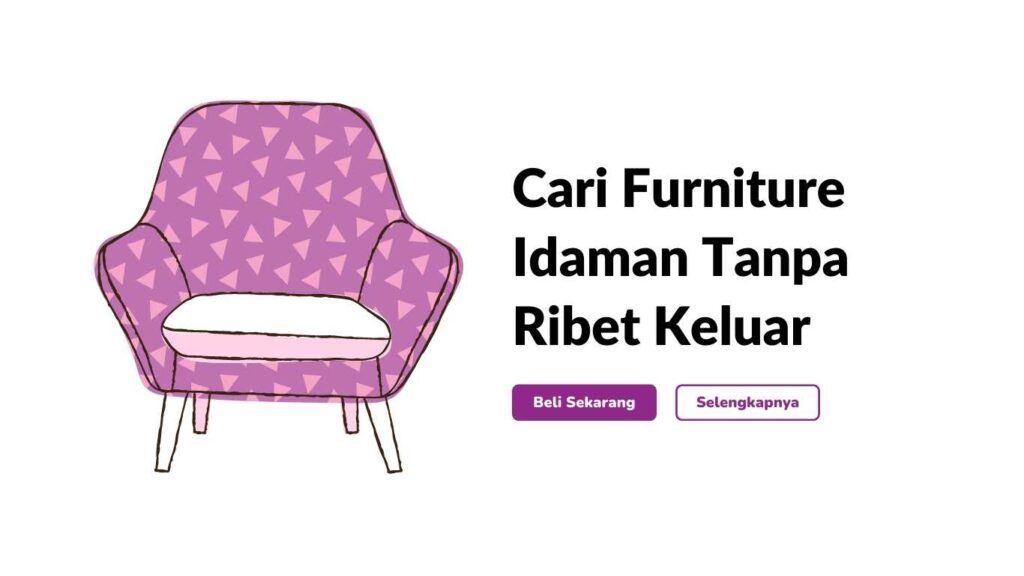 Cari Furniture
Idaman Tanpa
Ribet Keluar
Beli Sekarang
Selengkapnya